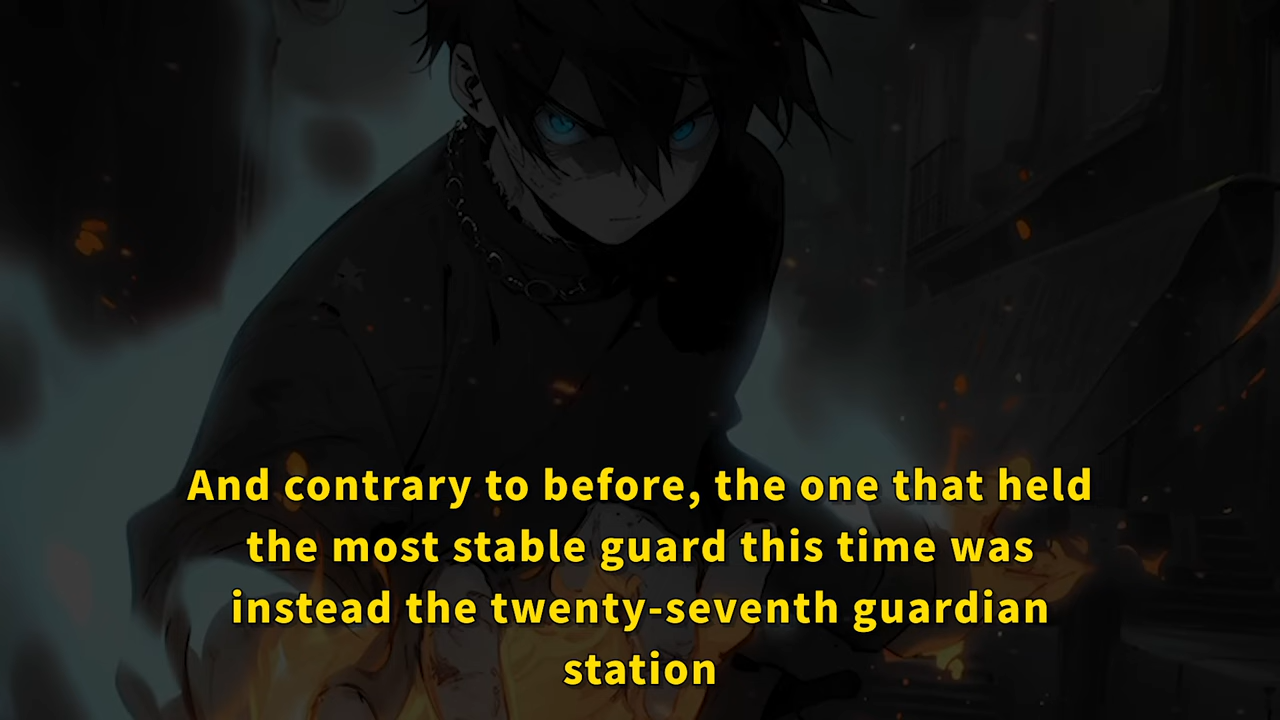 And contrary to before, the one that held
the most stable guard this time was
instead the twenty-seventh guardian
station